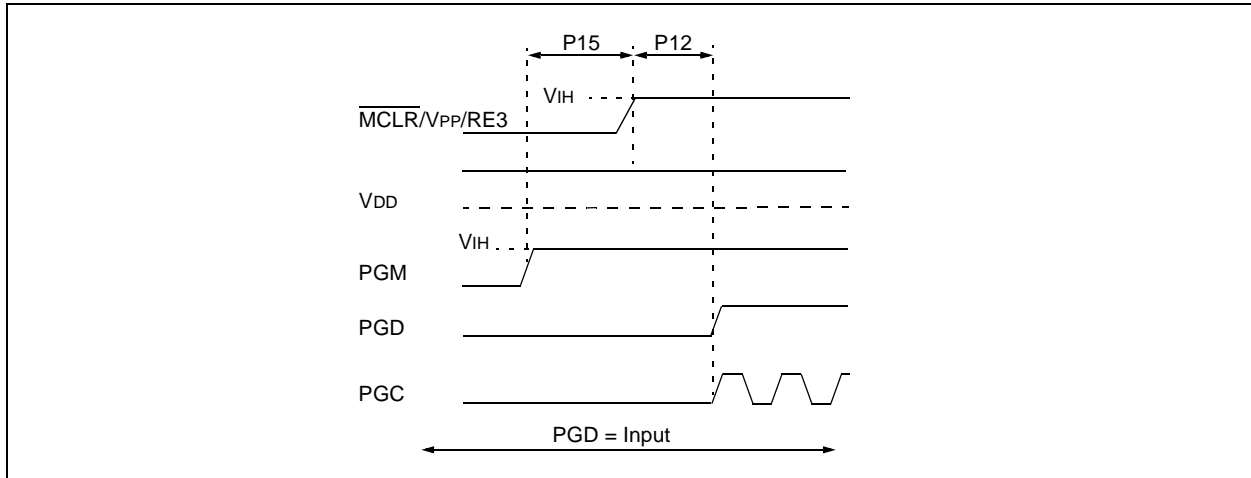 P15
P12
VIH
MCLR/VPP/RE3
VDD
VIH
PGM
PGD
PGC
PGD = Input